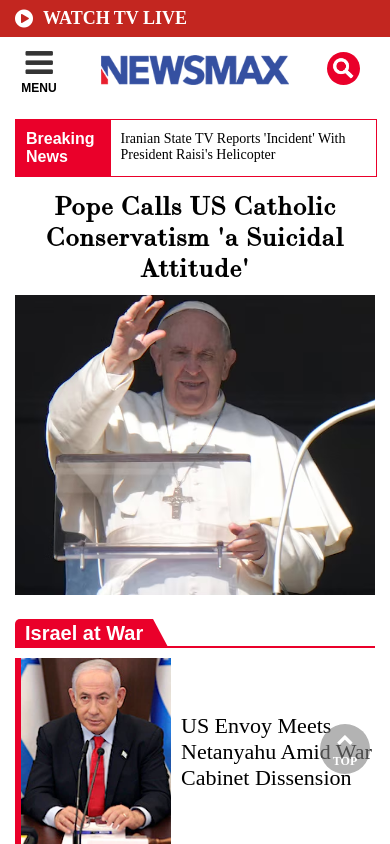 WATCH TV LIVE
MENU
NEWSMAX
Breaking
News
Iranian State TV Reports 'Incident' With
President Raisi's Helicopter
Pope Calls US Catholic
Conservatism 'a Suicidal
Attitude'
Israel at War
US Envoy Meets
Netanyahu Amid War
Cabinet Dissension
TOP